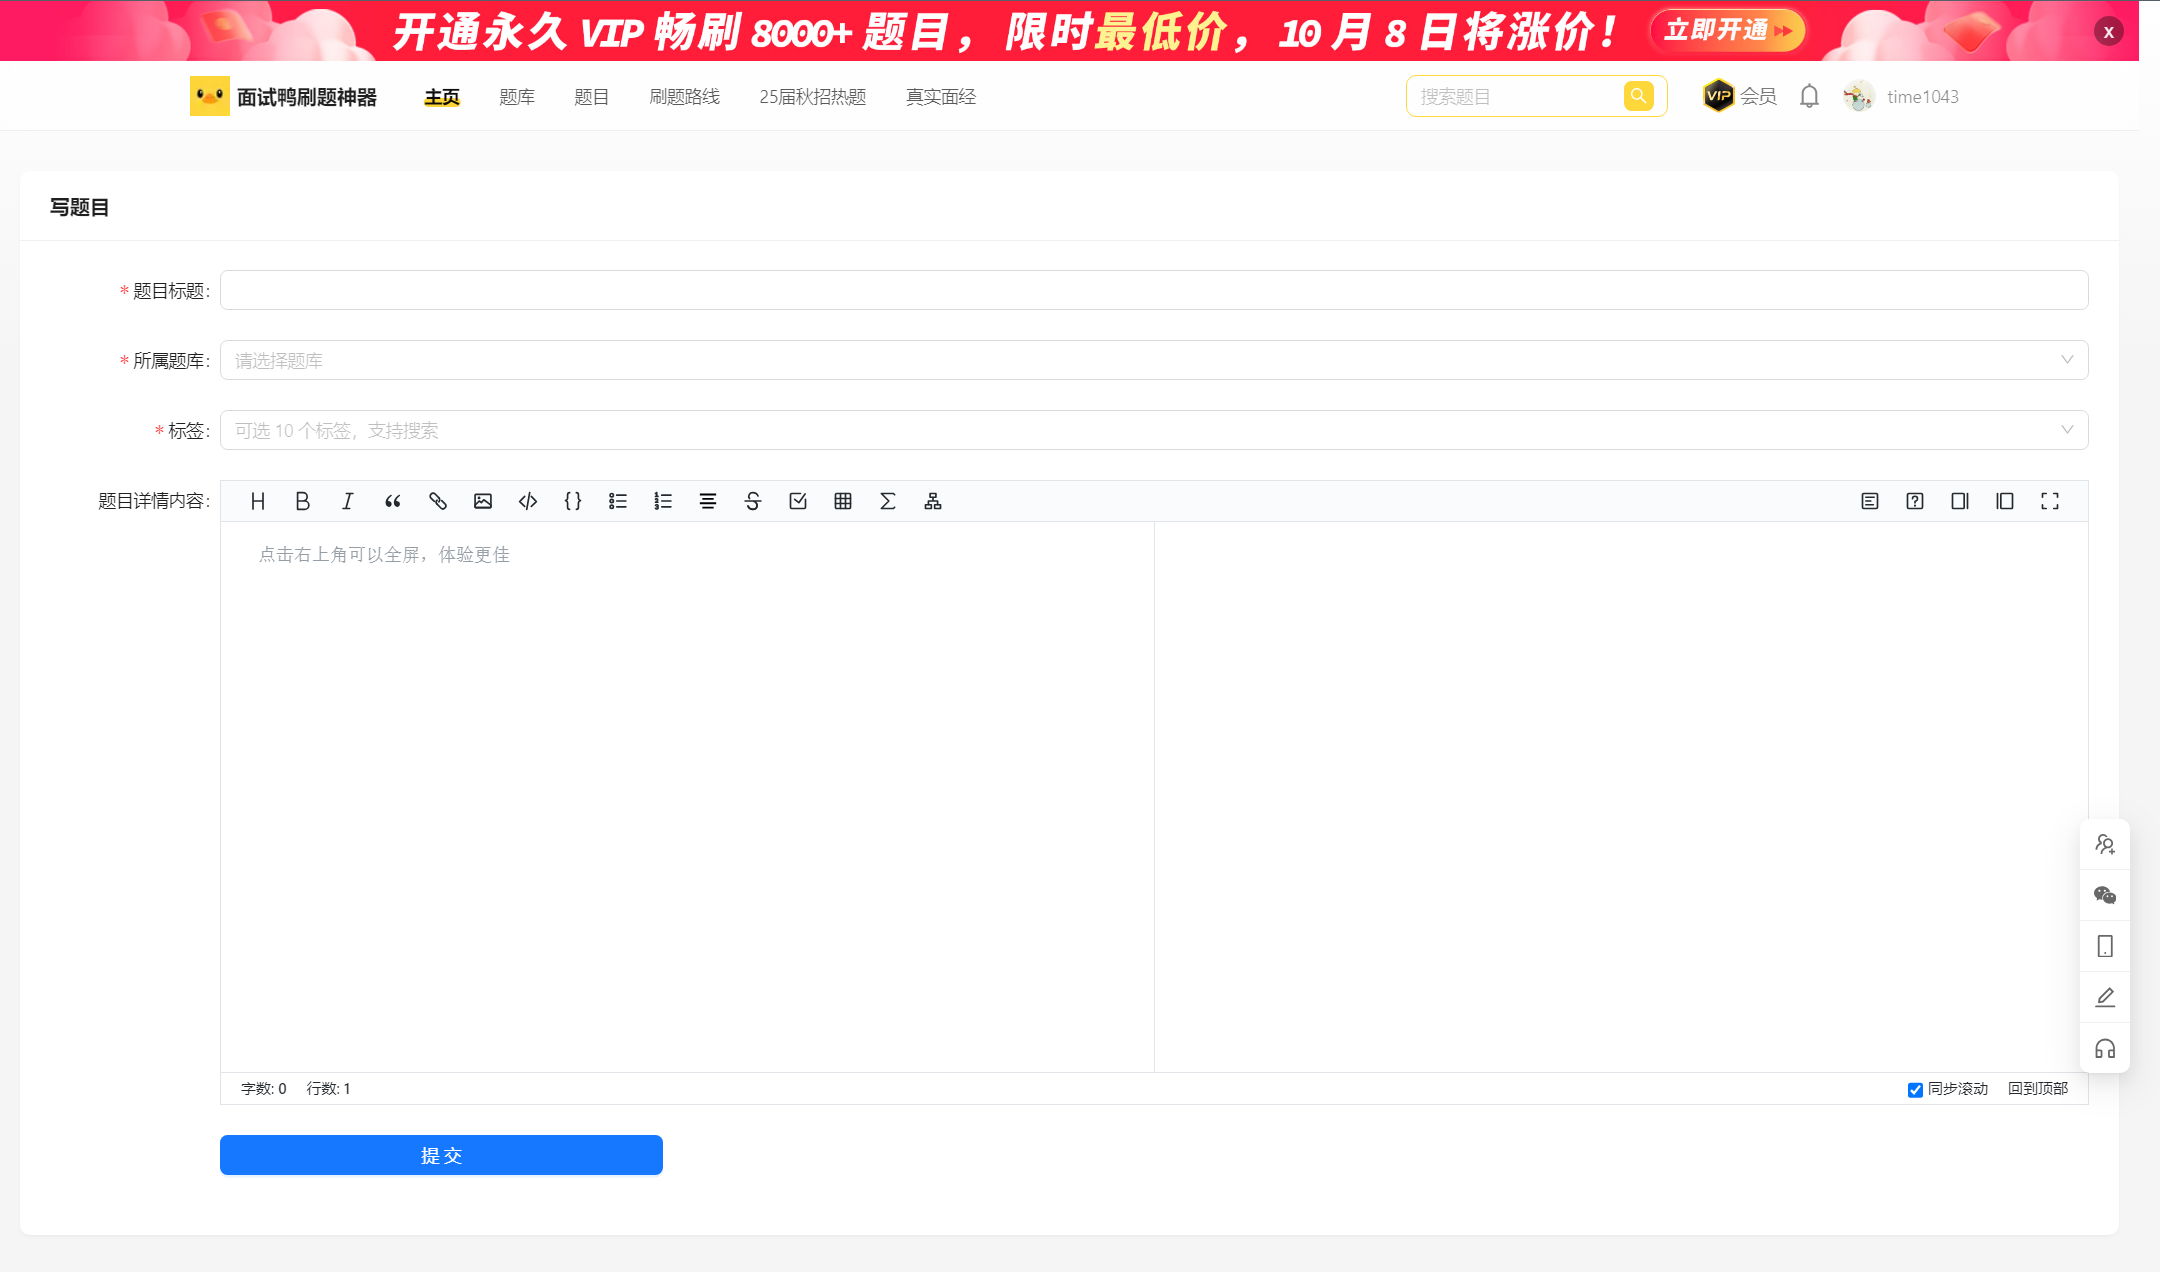 开通永久 VIP 畅刷 8000+ 题目，限时最低价，10 月 8 日将涨价！ 立即开通 x
面试鸭刷题神器 主页 题库 题目 刷题路线 25届秋招热题 真实面经 搜索题目 VIP 会员 time1043
写题目
* 题目标题:
* 所属题库: 请选择题库
* 标签: 可选 10 个标签，支持搜索
题目详情内容:
点击右上角可以全屏，体验更佳
字数: 0 行数: 1 同步滚动 回到顶部
提交